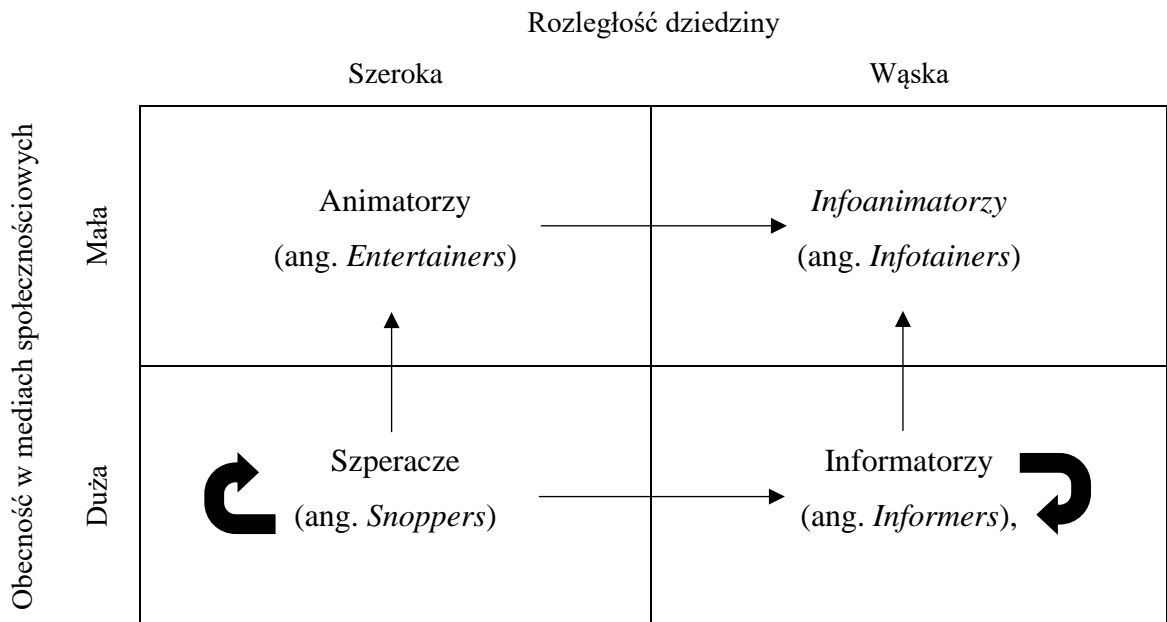 Rozległość dziedziny
Szeroka
Wąska
Obecność w mediach społecznościowych
Mała
Animatorzy
(ang. Entertainers)
Infoanimatorzy
(ang. Infotainers)
Duża
Szperacze
(ang. Snoppers)
Informatorzy
(ang. Informers),